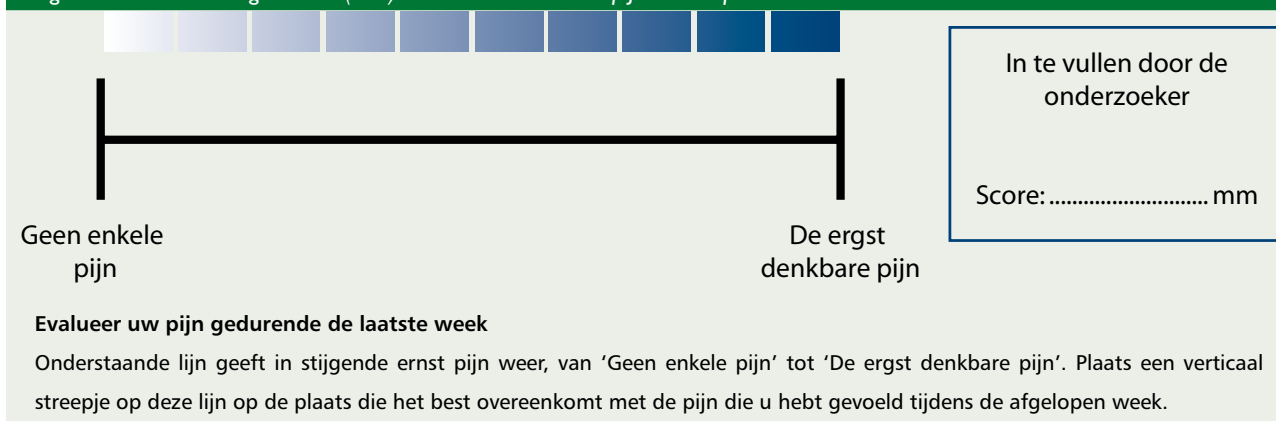 In te vullen door de
onderzoeker
Score: ............................ mm
Geen enkele
pijn
De ergst
denkbare pijn
Evalueer uw pijn gedurende de laatste week
Onderstaande lijn geeft in stijgende ernst pijn weer, van ‘Geen enkele pijn’ tot ‘De ergst denkbare pijn’. Plaats een verticaal
streepje op deze lijn op de plaats die het best overeenkomt met de pijn die u hebt gevoeld tijdens de afgelopen week.